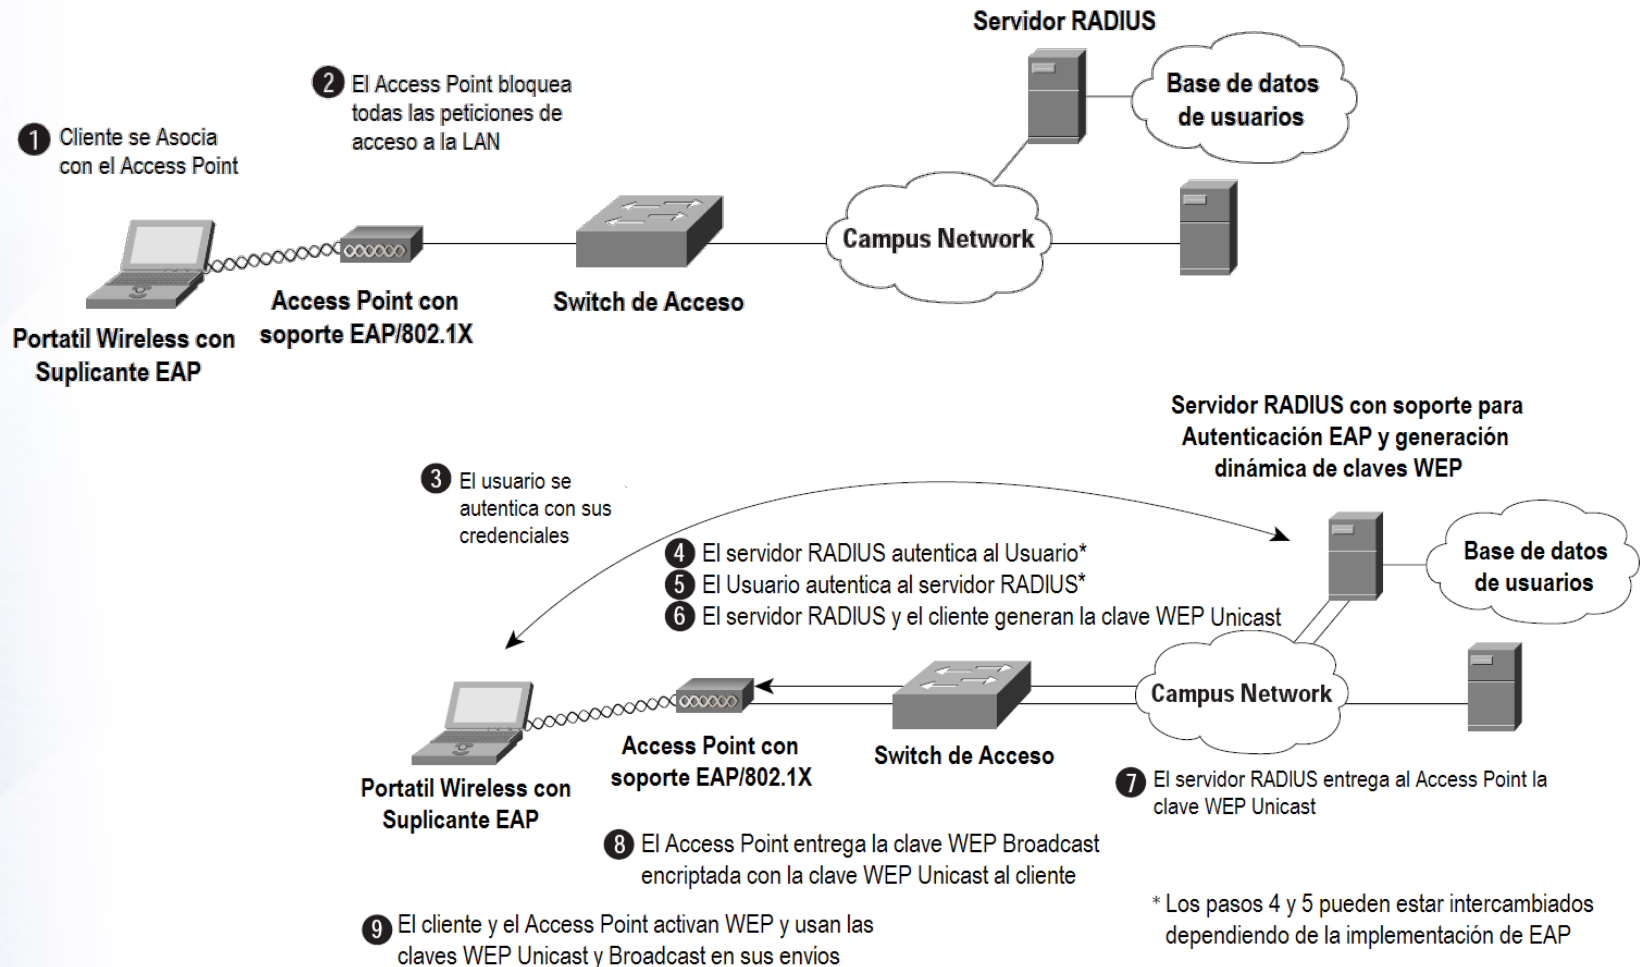 Servidor RADIUS
Base de datos
de usuarios
2 El Access Point bloquea
todas las peticiones de
acceso a la LAN
1 Cliente se Asocia
con el Access Point
Campus Network
Access Point con
soporte EAP/802.1X
Switch de Acceso
Portatil Wireless con
Suplicante EAP
Servidor RADIUS con soporte para
Autenticación EAP y generación
dinámica de claves WEP
3 El usuario se
autentica con sus
credenciales
4 El servidor RADIUS autentica al Usuario*
5 El Usuario autentica al servidor RADIUS*
6 El servidor RADIUS y el cliente generan la clave WEP Unicast
Base de datos
de usuarios
Campus Network
Access Point con
soporte EAP/802.1X
Switch de Acceso
Portatil Wireless con
Suplicante EAP
7 El servidor RADIUS entrega al Access Point la
clave WEP Unicast
8 El Access Point entrega la clave WEP Broadcast
encriptada con la clave WEP Unicast al cliente
9 El cliente y el Access Point activan WEP y usan las
claves WEP Unicast y Broadcast en sus envíos
* Los pasos 4 y 5 pueden estar intercambiados
dependiendo de la implementación de EAP